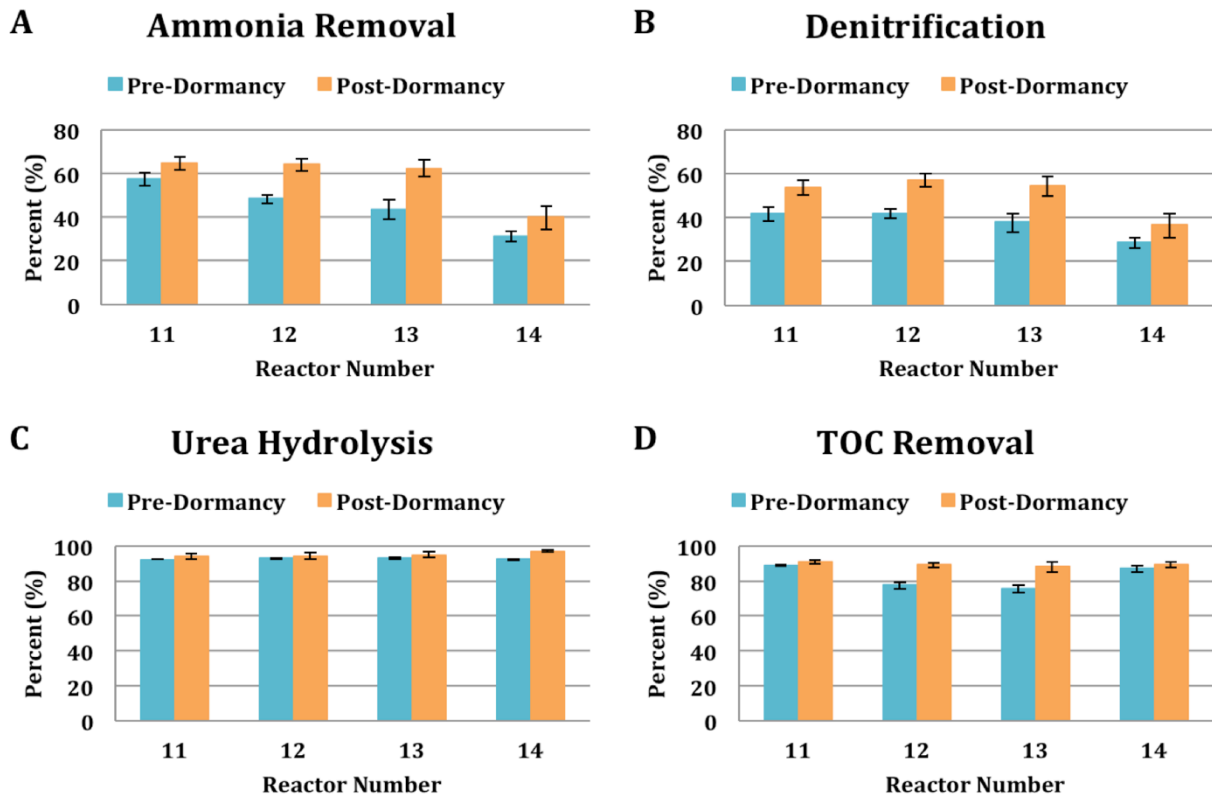 A
Ammonia Removal
Pre-Dormancy Post-Dormancy
Percent (%)
80
60
40
20
0
11 12 13 14
Reactor Number
B
Denitrification
Pre-Dormancy Post-Dormancy
Percent (%)
80
60
40
20
0
11 12 13 14
Reactor Number
C
Urea Hydrolysis
Pre-Dormancy Post-Dormancy
Percent (%)
100
80
60
40
20
0
11 12 13 14
Reactor Number
D
TOC Removal
Pre-Dormancy Post-Dormancy
Percent (%)
100
80
60
40
20
0
11 12 13 14
Reactor Number